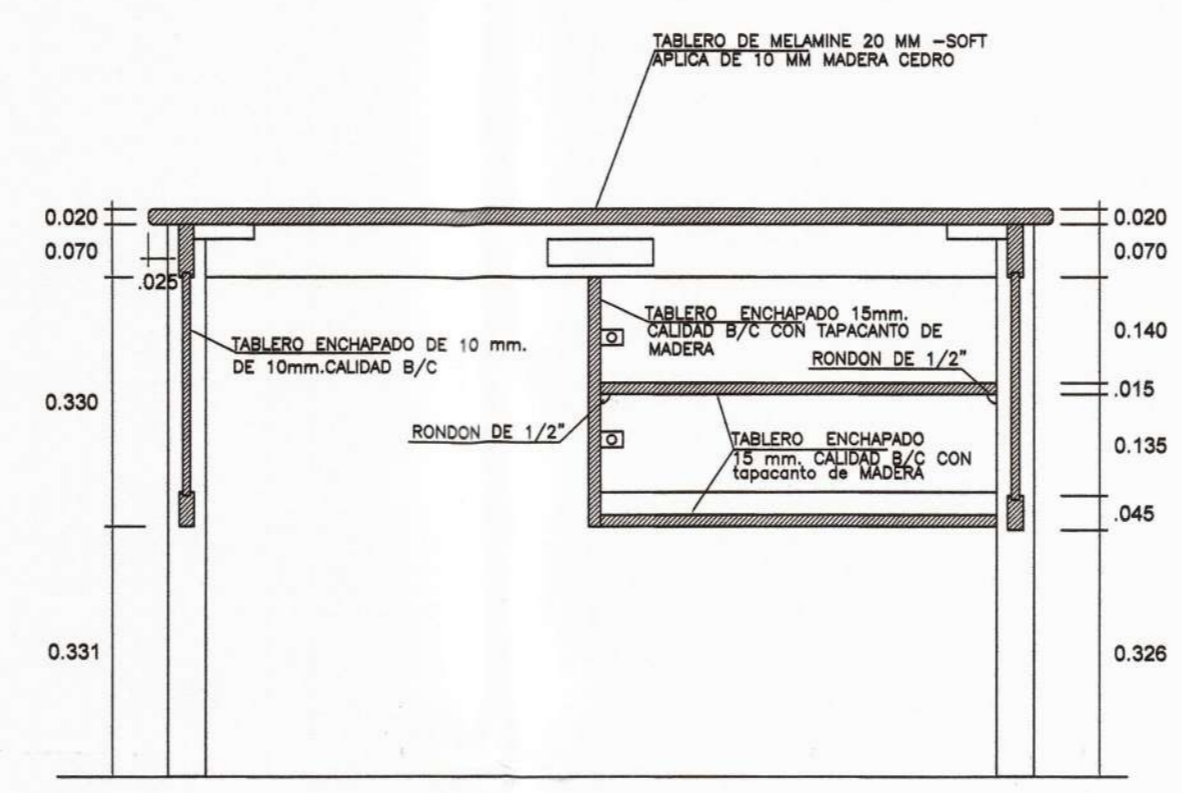 TABLERO DE MELAMINE 20 MM -SOFT
APLICA DE 10 MM MADERA CEDRO
0.020
0.020
0.070
0.070
.025
TABLERO ENCHAPADO 15mm.
CALIDAD B/C CON TAPACANTO DE
MADERA
0.140
TABLERO ENCHAPADO DE 10 mm.
DE 10mm.CALIDAD B/C
RONDON DE 1/2"
.015
0.330
RONDON DE 1/2"
TABLERO ENCHAPADO
15 mm. CALIDAD B/C CON
tapacanto de MADERA
0.135
.045
0.331
0.326